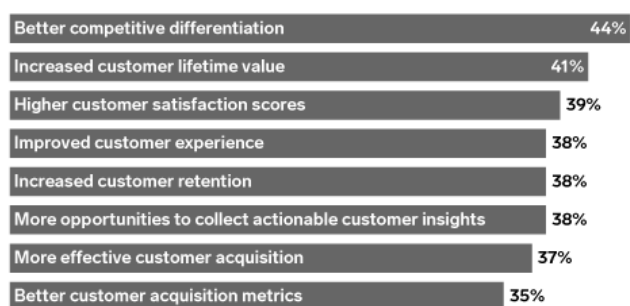 Better competitive differentiation 44%
Increased customer lifetime value 41%
Higher customer satisfaction scores 39%
Improved customer experience 38%
Increased customer retention 38%
More opportunities to collect actionable customer insights 38%
More effective customer acquisition 37%
Better customer acquisition metrics 35%